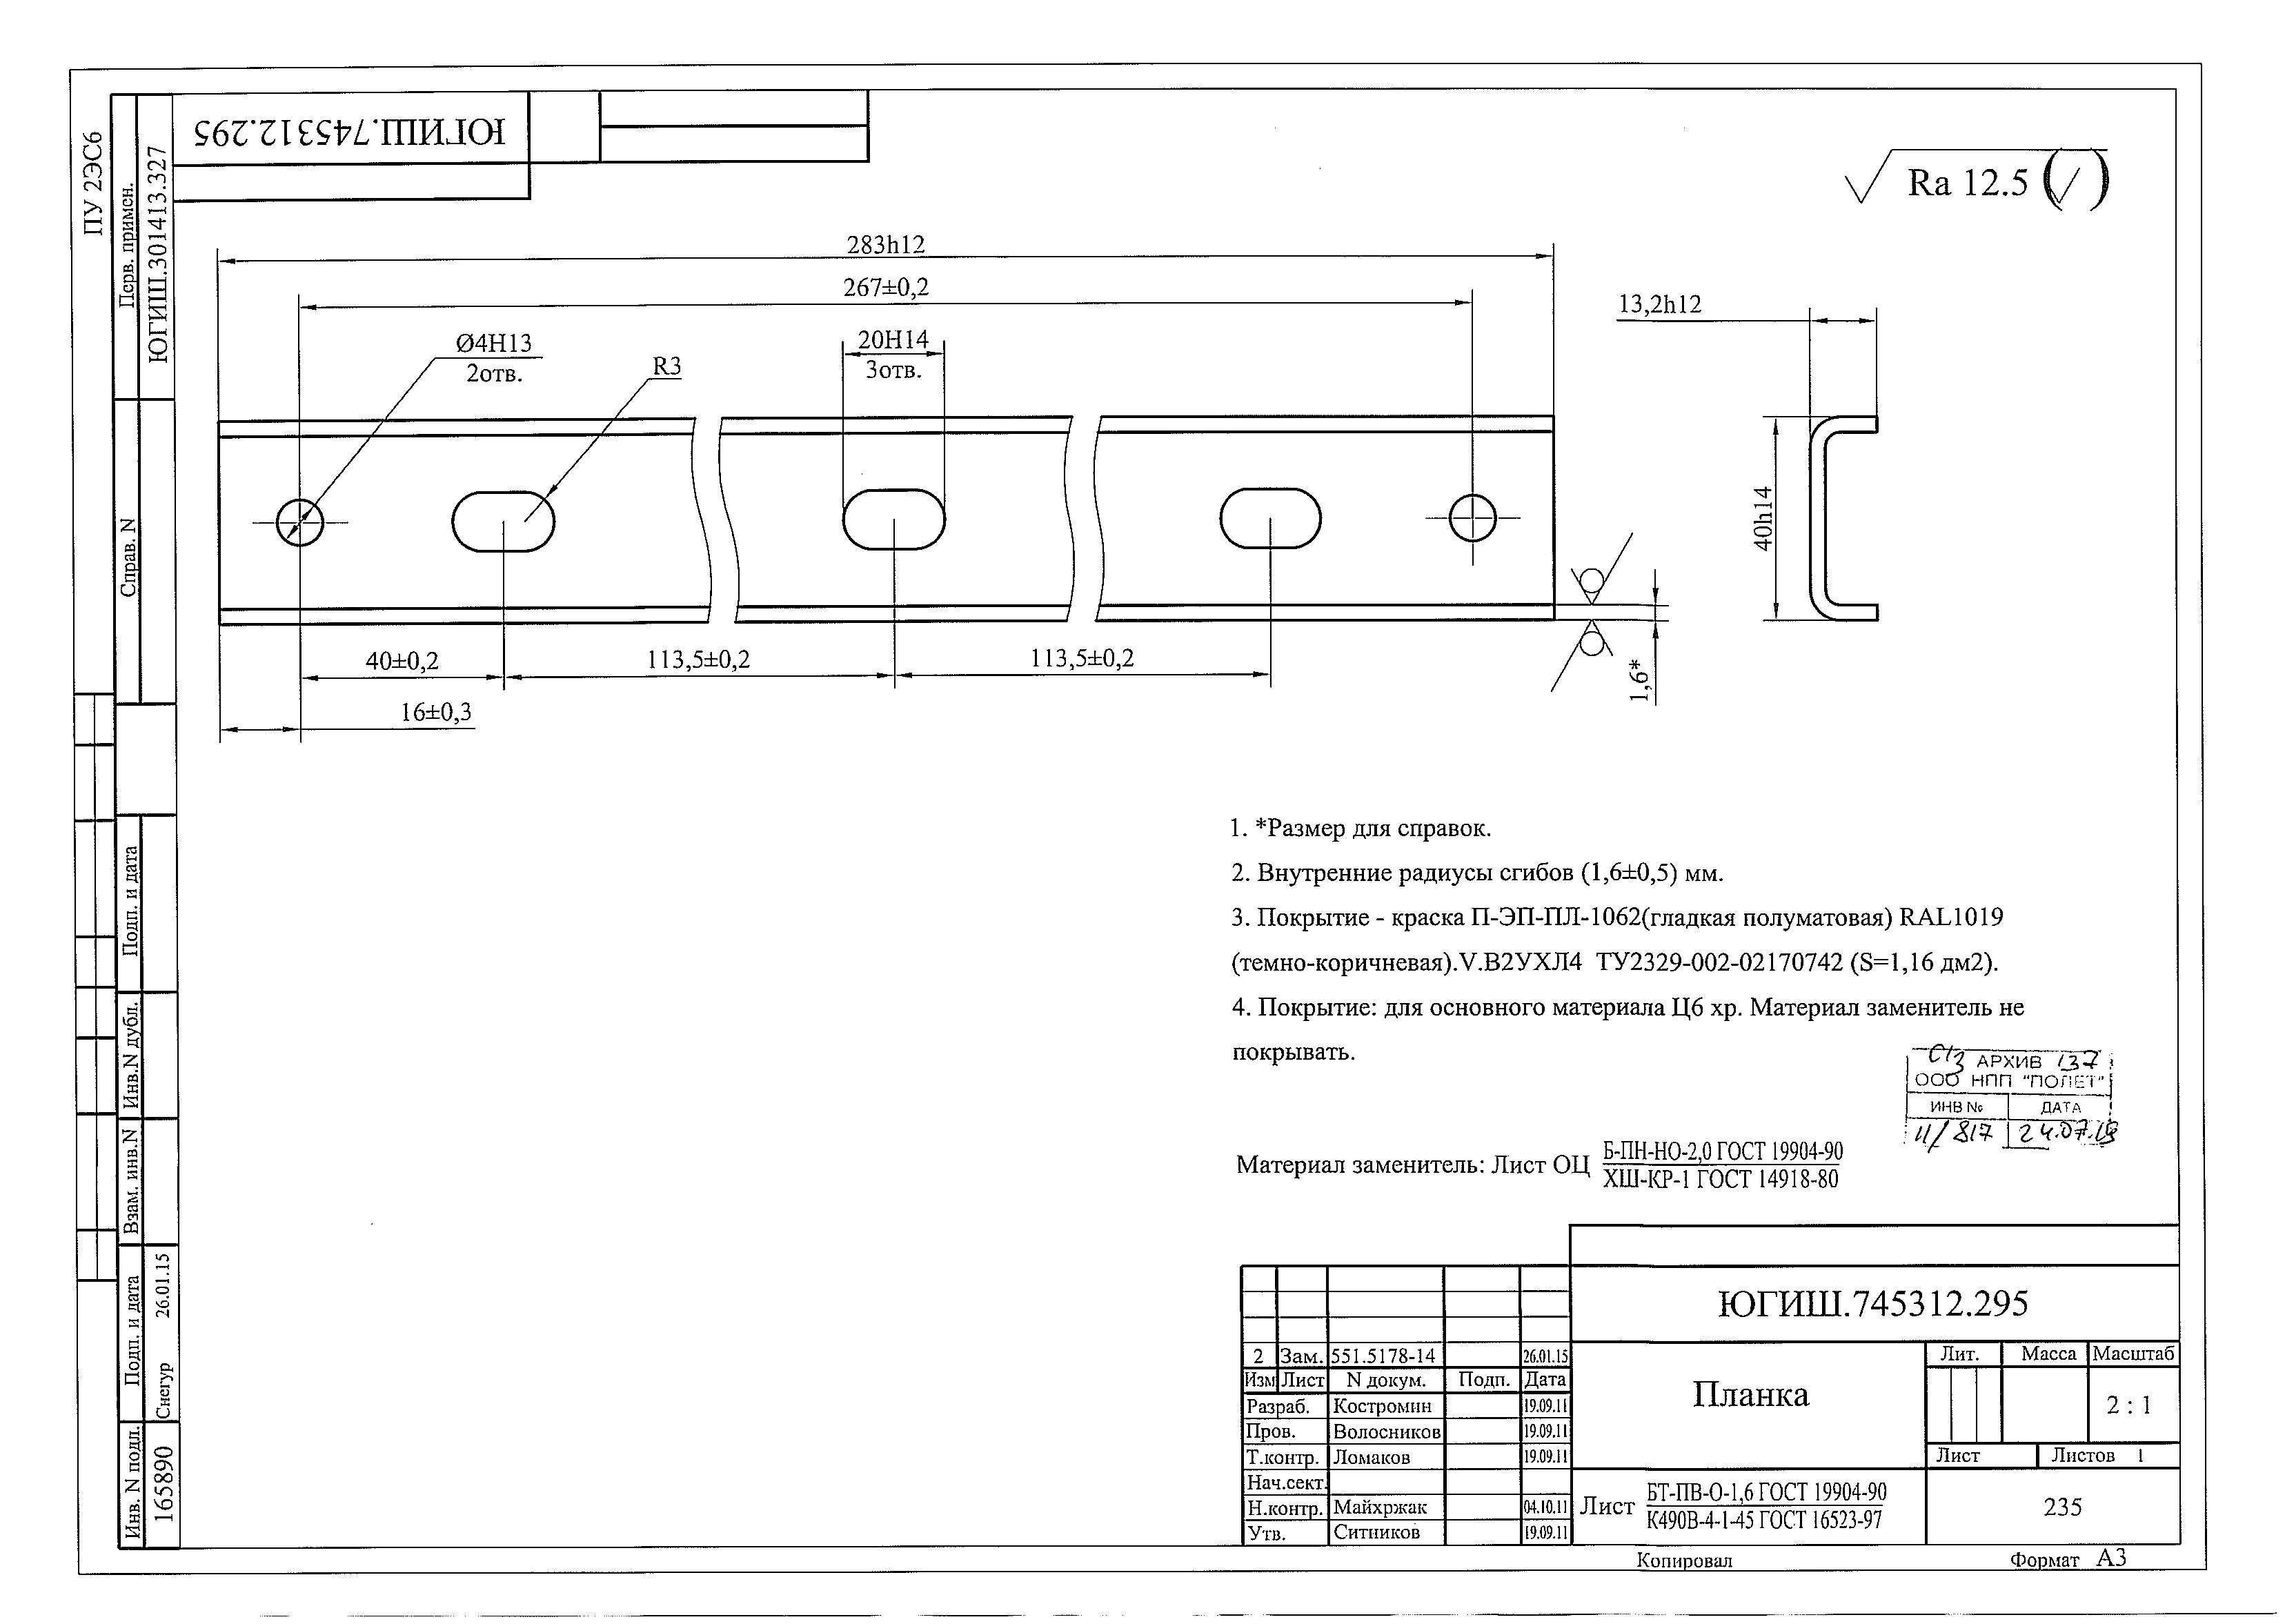 ПУ 2ЭС6
Перв. примен.
ЮГИШ.301413.327
ЮГИШ.745312.295
Ra 12.5
283h12
267±0,2
13,2h12
Ø4H13
2отв.
R3
20H14
3отв.
40h14
Справ. N
40±0,2
113,5±0,2
113,5±0,2
1,6*
16±0,3
1. *Размер для справок.
2. Внутренние радиусы сгибов (1,6±0,5) мм.
3. Покрытие - краска П-ЭП-ПЛ-1062(гладкая полуматовая) RAL1019
(темно-коричневая).V.В2УХЛ4 ТУ2329-002-02170742 (S=1,16 дм2).
4. Покрытие: для основного материала Ц6 хр. Материал заменитель не
покрывать.
АРХИВ 137
ООО НПП "ПОЛЕТ"
ИНВ № ДАТА
11/817 24.07.19
Материал заменитель: Лист ОЦ Б-ПН-НО-2,0 ГОСТ 19904-90
ХШ-КР-1 ГОСТ 14918-80
Подп. и дата
Инв.N дубл.
Взам. инв.N
Подп. и дата
Снегур 26.01.15
Инв. N подл.
165890
ЮГИШ.745312.295
2 Зам. 551.5178-14 26.01.15
Изм Лист N докум. Подп. Дата
Разраб. Костромин 19.09.11
Пров. Волосников 19.09.11
Т.контр. Ломаков 19.09.11
Нач.сект.
Н.контр. Майхржак 04.10.11
Утв. Ситников 19.09.11
Планка
Лит. Масса Масштаб
2 : 1
Лист Листов 1
Лист БТ-ПВ-О-1,6 ГОСТ 19904-90
К490В-4-1-45 ГОСТ 16523-97
235
Копировал Формат А3